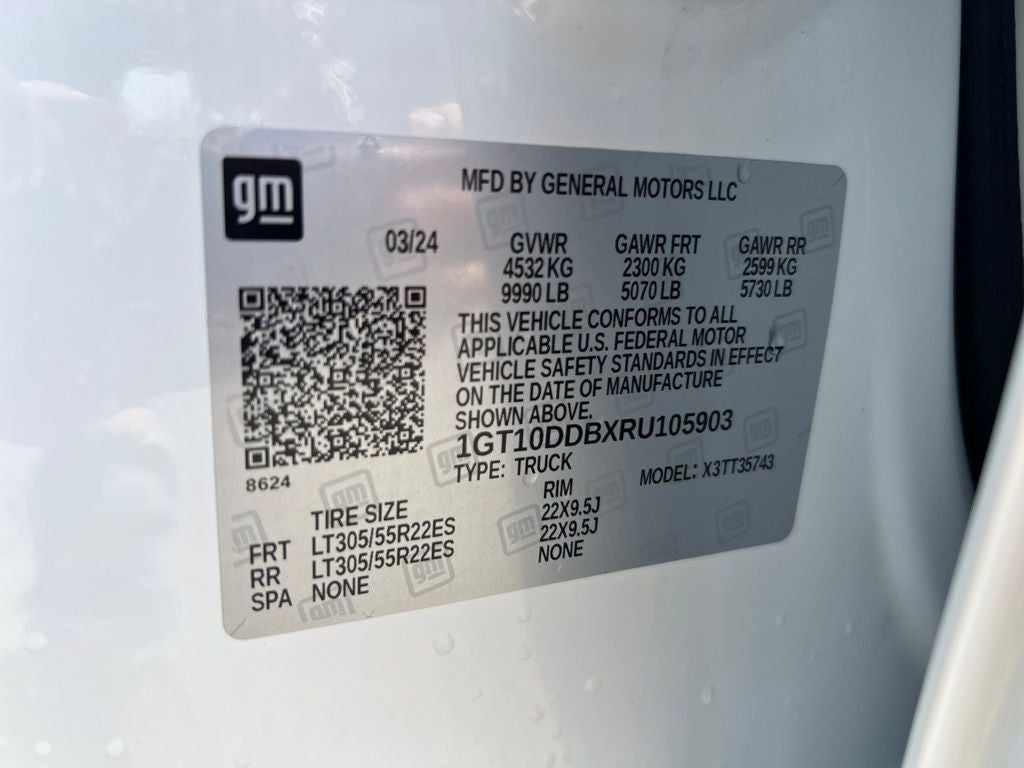 gm
MFD BY GENERAL MOTORS LLC
03/24 GVWR GAWR FRT GAWR RR
4532 KG 2300 KG 2599 KG
9990 LB 5070 LB 5730 LB
THIS VEHICLE CONFORMS TO ALL
APPLICABLE U.S. FEDERAL MOTOR
VEHICLE SAFETY STANDARDS IN EFFECT
ON THE DATE OF MANUFACTURE
SHOWN ABOVE.
1GT10DDBXRU105903
TYPE: TRUCK MODEL: X3TT35743
8624
TIRE SIZE RIM
FRT LT305/55R22ES 22X9.5J
RR LT305/55R22ES 22X9.5J
SPA NONE NONE